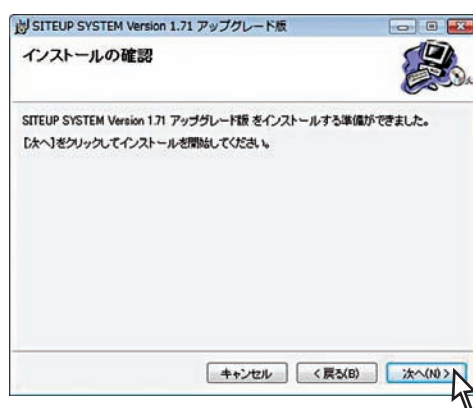 SITEUP SYSTEM Version 1.71 アップグレード版
インストールの確認
SITEUP SYSTEM Version 1.71 アップグレード版 をインストールする準備ができました。
[次へ]をクリックしてインストールを開始してください。
キャンセル
< 戻る(B)
次へ(N) >